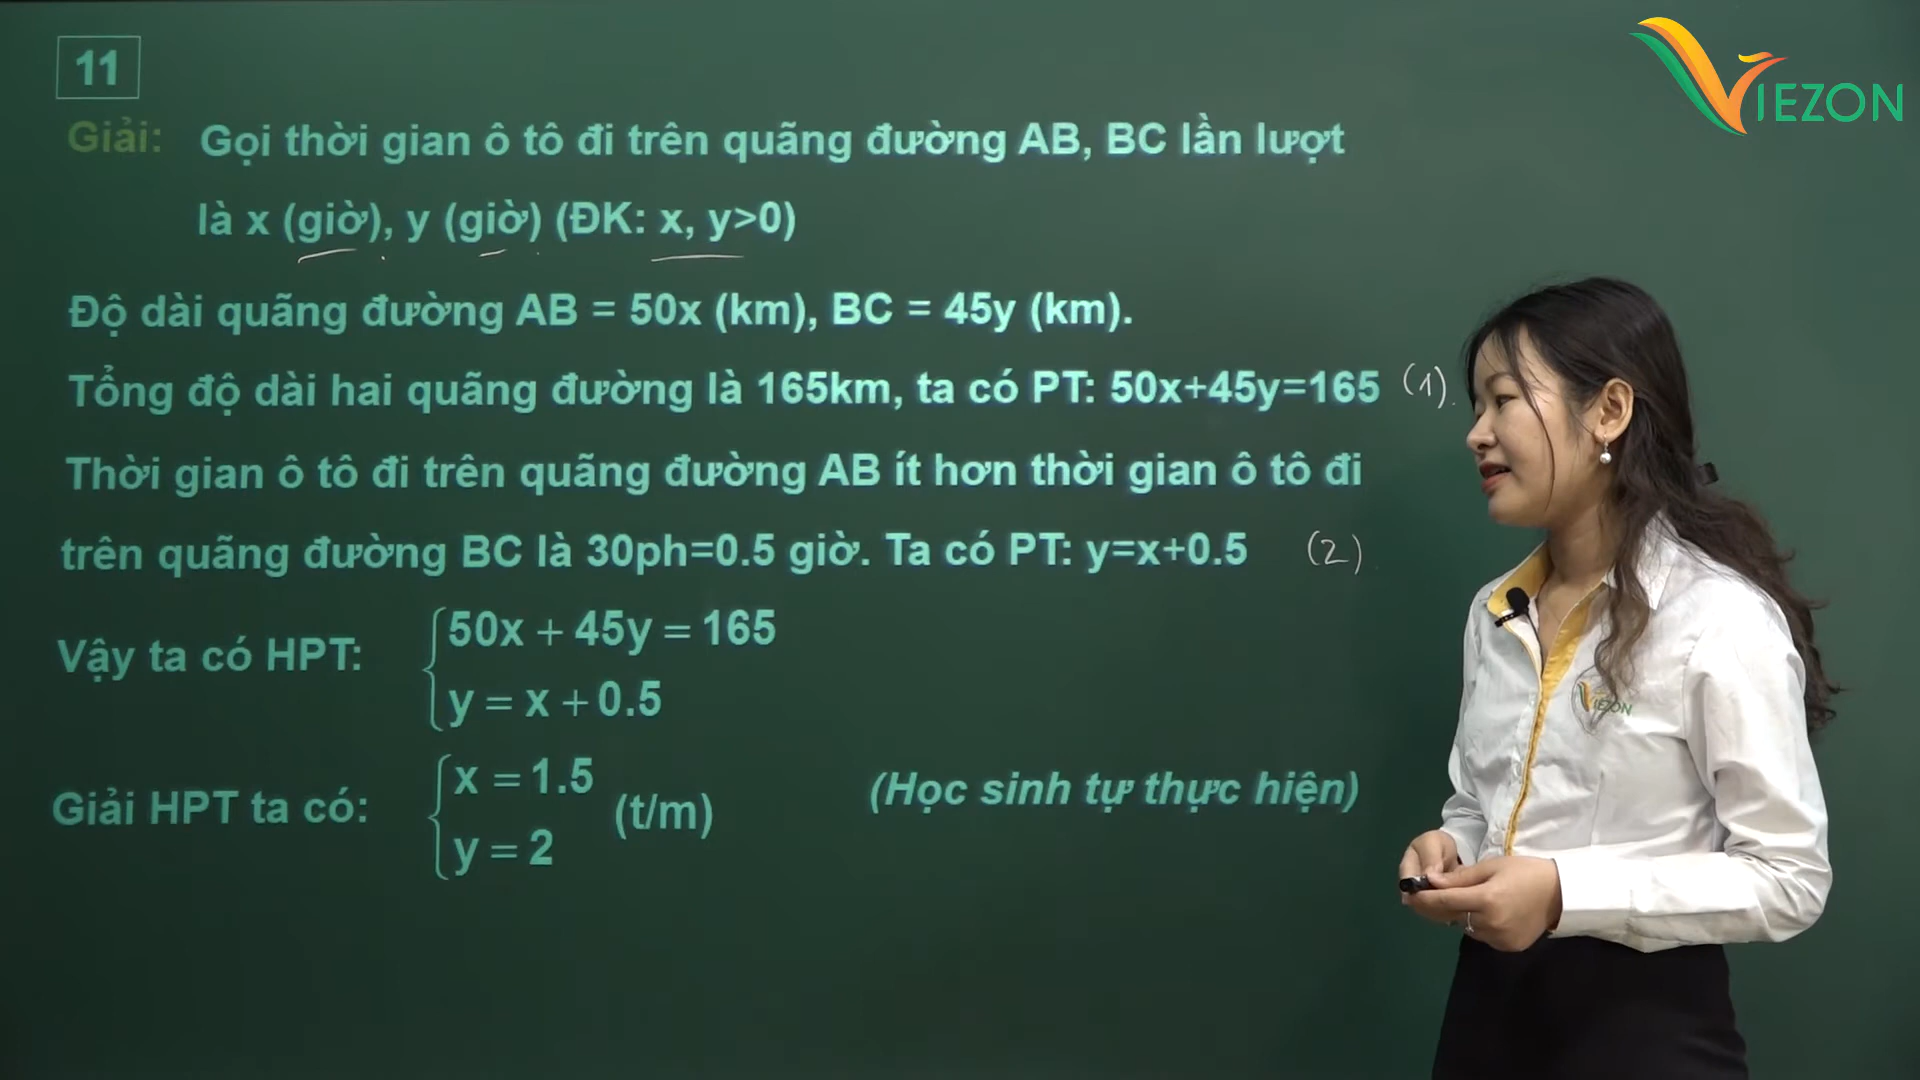 VIEZON
11
Giải: Gọi thời gian ô tô đi trên quãng đường AB, BC lần lượt
là x (giờ), y (giờ) (ĐK: x, y>0)
Độ dài quãng đường AB = 50x (km), BC = 45y (km).
Tổng độ dài hai quãng đường là 165km, ta có PT: 50x+45y=165 (1).
Thời gian ô tô đi trên quãng đường AB ít hơn thời gian ô tô đi
trên quãng đường BC là 30ph=0.5 giờ. Ta có PT: y=x+0.5 (2)
Vậy ta có HPT:
50x + 45y = 165
y = x + 0.5
Giải HPT ta có:
x = 1.5
y = 2
(t/m)
(Học sinh tự thực hiện)
VIEZON